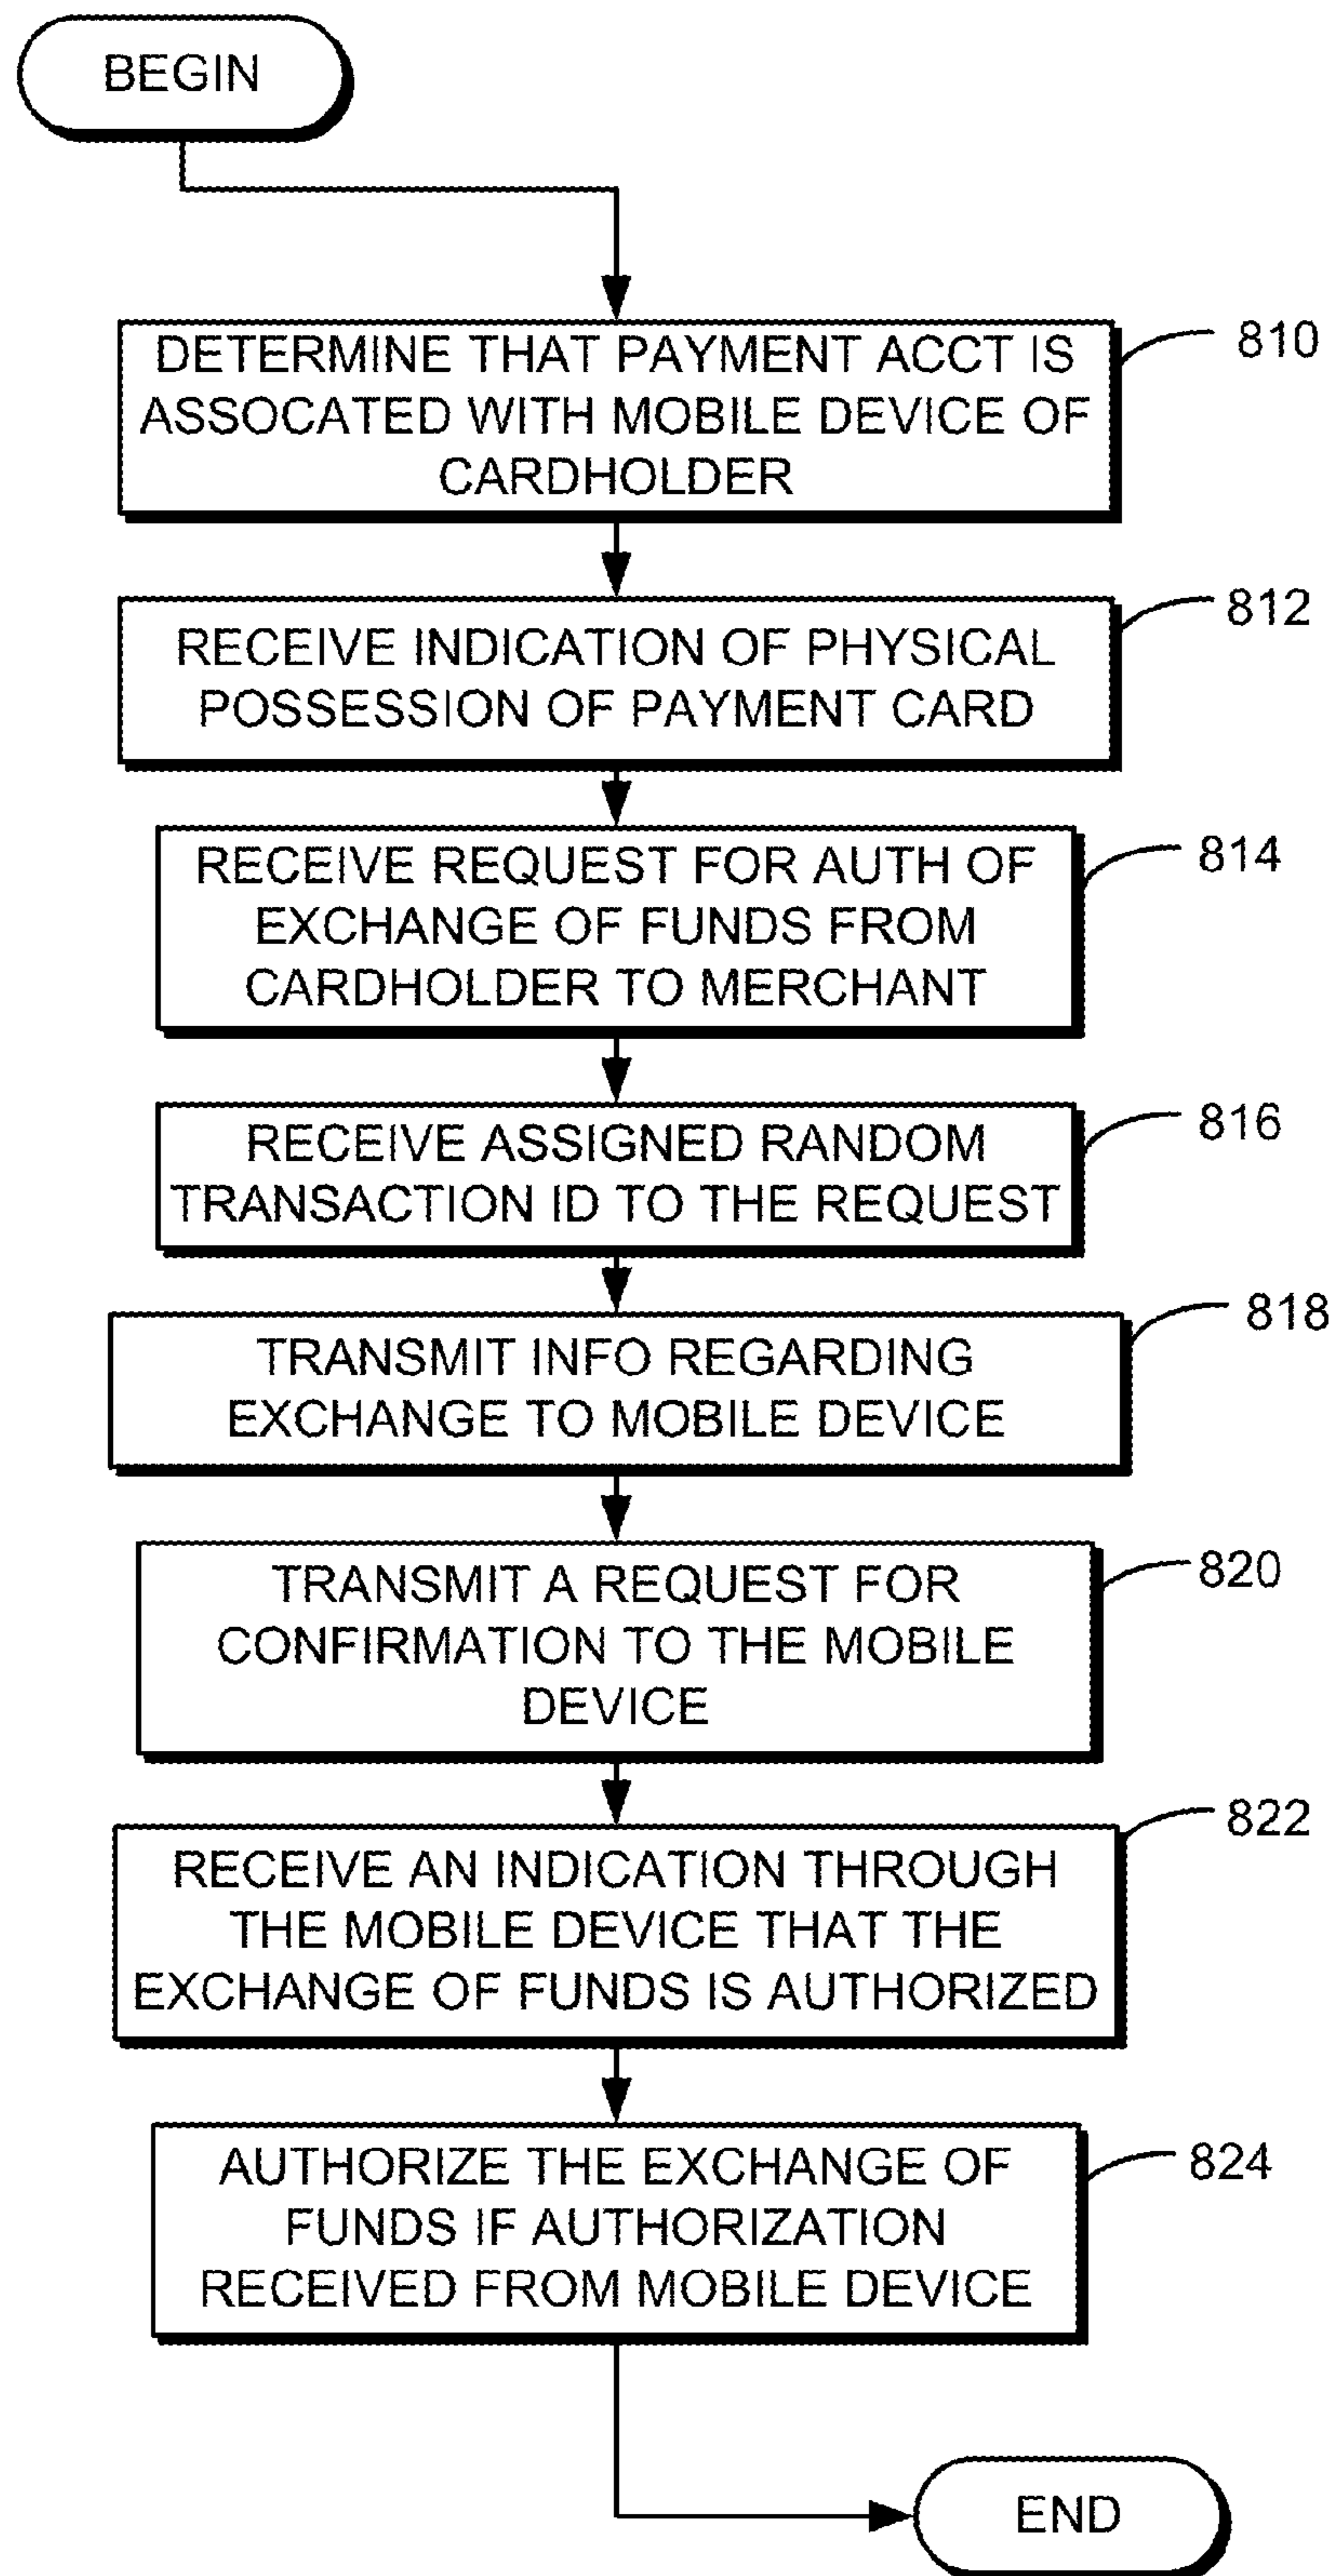 BEGIN
DETERMINE THAT PAYMENT ACCT IS
ASSOCATED WITH MOBILE DEVICE OF
CARDHOLDER
810
RECEIVE INDICATION OF PHYSICAL
POSSESSION OF PAYMENT CARD
812
RECEIVE REQUEST FOR AUTH OF
EXCHANGE OF FUNDS FROM
CARDHOLDER TO MERCHANT
814
RECEIVE ASSIGNED RANDOM
TRANSACTION ID TO THE REQUEST
816
TRANSMIT INFO REGARDING
EXCHANGE TO MOBILE DEVICE
818
TRANSMIT A REQUEST FOR
CONFIRMATION TO THE MOBILE
DEVICE
820
RECEIVE AN INDICATION THROUGH
THE MOBILE DEVICE THAT THE
EXCHANGE OF FUNDS IS AUTHORIZED
822
AUTHORIZE THE EXCHANGE OF
FUNDS IF AUTHORIZATION
RECEIVED FROM MOBILE DEVICE
824
END